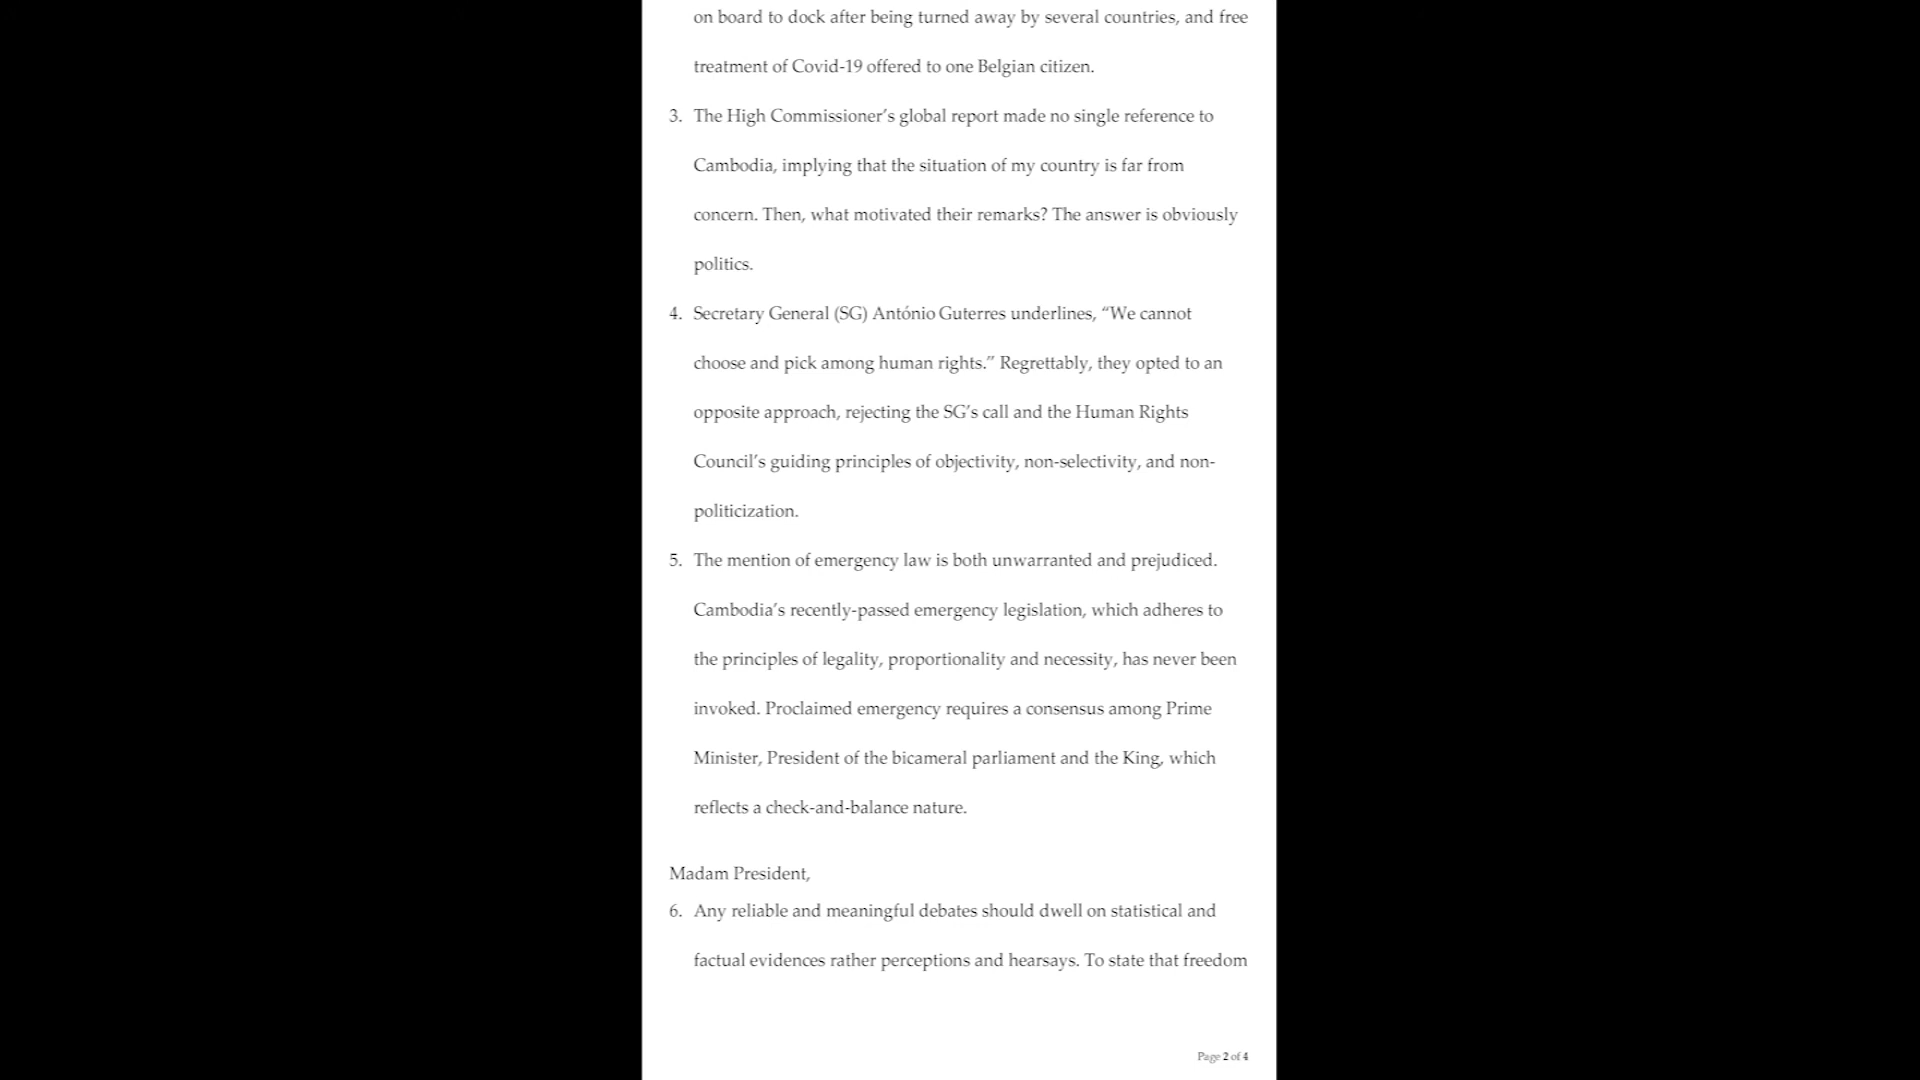 on board to dock after being turned away by several countries, and free
treatment of Covid-19 offered to one Belgian citizen.
3. The High Commissioner’s global report made no single reference to
Cambodia, implying that the situation of my country is far from
concern. Then, what motivated their remarks? The answer is obviously
politics.
4. Secretary General (SG) António Guterres underlines, “We cannot
choose and pick among human rights.” Regrettably, they opted to an
opposite approach, rejecting the SG’s call and the Human Rights
Council’s guiding principles of objectivity, non-selectivity, and non-
politicization.
5. The mention of emergency law is both unwarranted and prejudiced.
Cambodia’s recently-passed emergency legislation, which adheres to
the principles of legality, proportionality and necessity, has never been
invoked. Proclaimed emergency requires a consensus among Prime
Minister, President of the bicameral parliament and the King, which
reflects a check-and-balance nature.
Madam President,
6. Any reliable and meaningful debates should dwell on statistical and
factual evidences rather perceptions and hearsays. To state that freedom
Page 2 of 4